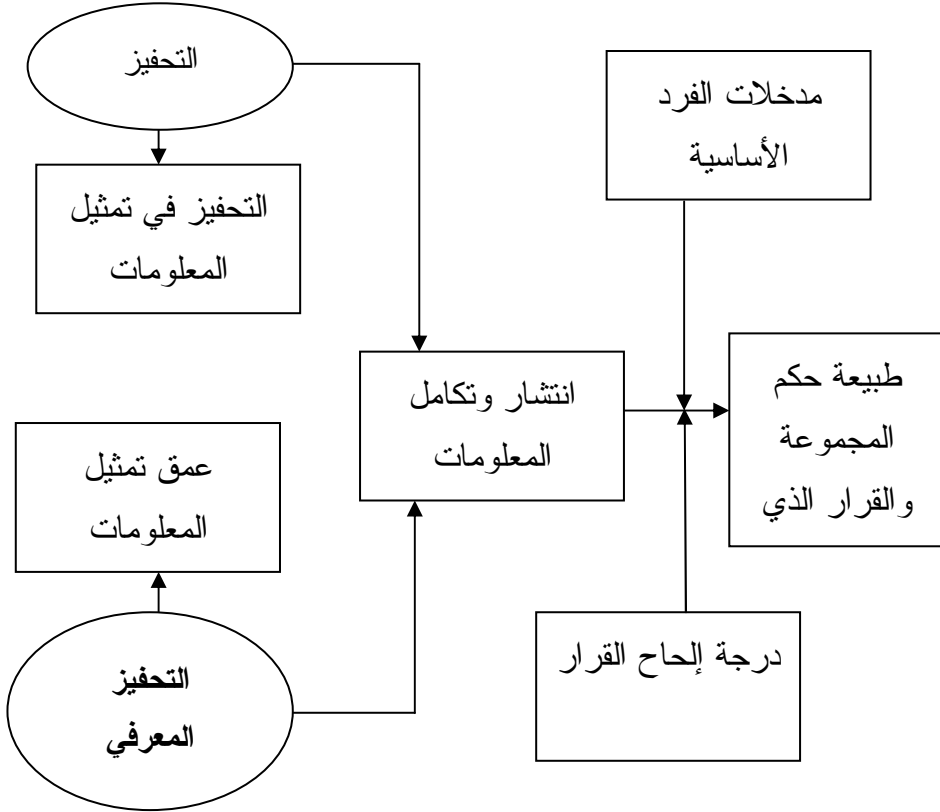 التحفيز
مدخلات الفرد
الأساسية
التحفيز في تمثيل
المعلومات
طبيعة حكم
المجموعة
والقرار الذي
انتشار وتكامل
المعلومات
عمق تمثيل
المعلومات
درجة إلحاح القرار
التحفيز
المعرفي